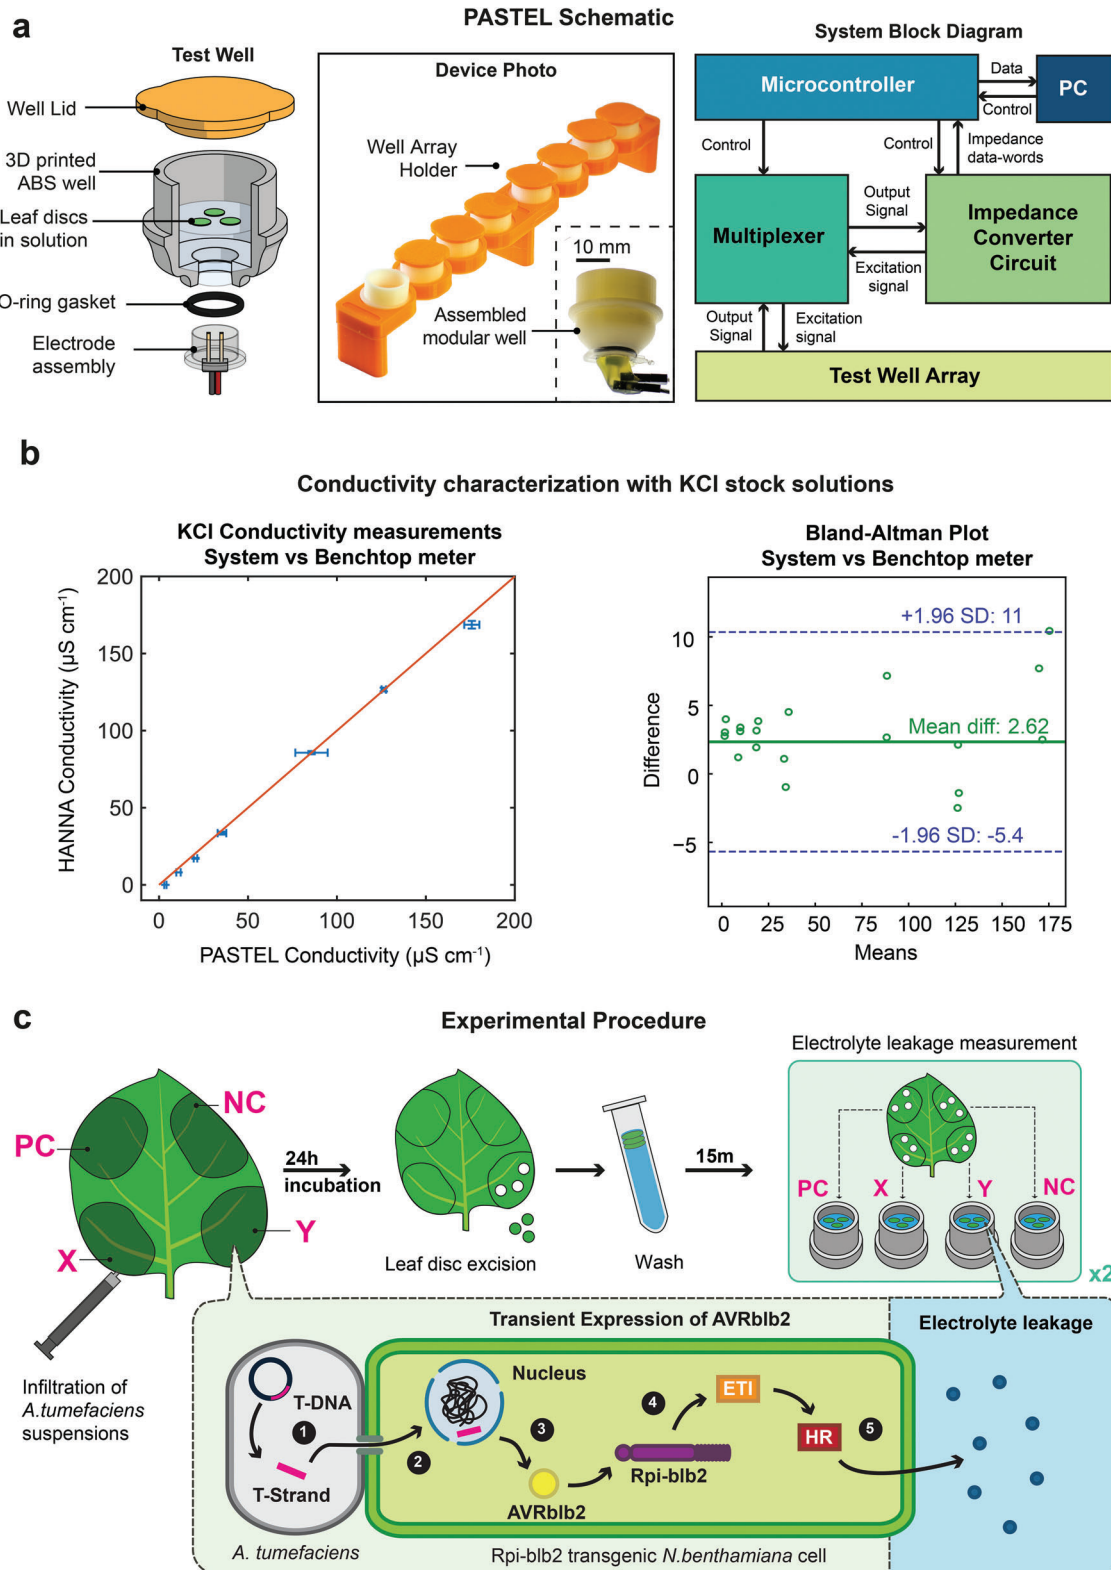 a
PASTEL Schematic
Test Well
Well Lid
3D printed
ABS well
Leaf discs
in solution
O-ring gasket
Electrode
assembly
Device Photo
Well Array
Holder
10 mm
Assembled
modular well
System Block Diagram
Microcontroller
Data
Control
PC
Control
Control
Impedance
data-words
Multiplexer
Output
Signal
Excitation
signal
Impedance
Converter
Circuit
Output
Signal
Excitation
signal
Test Well Array
b
Conductivity characterization with KCl stock solutions
KCl Conductivity measurements
System vs Benchtop meter
HANNA Conductivity (µS cm⁻¹)
200
150
100
50
0
0 50 100 150 200
PASTEL Conductivity (µS cm⁻¹)
Bland-Altman Plot
System vs Benchtop meter
Difference
10
5
0
−5
+1.96 SD: 11
Mean diff: 2.62
-1.96 SD: -5.4
0 25 50 75 100 125 150 175
Means
c
Experimental Procedure
PC
NC
X
Y
Infiltration of
A.tumefaciens
suspensions
24h
incubation
Leaf disc excision
Wash
15m
Electrolyte leakage measurement
PC X Y NC
x2
Transient Expression of AVRblb2
Electrolyte leakage
T-DNA
1
T-Strand
A. tumefaciens
2
Nucleus
3
AVRblb2
4
Rpi-blb2
ETI
HR
5
Rpi-blb2 transgenic N.benthamiana cell